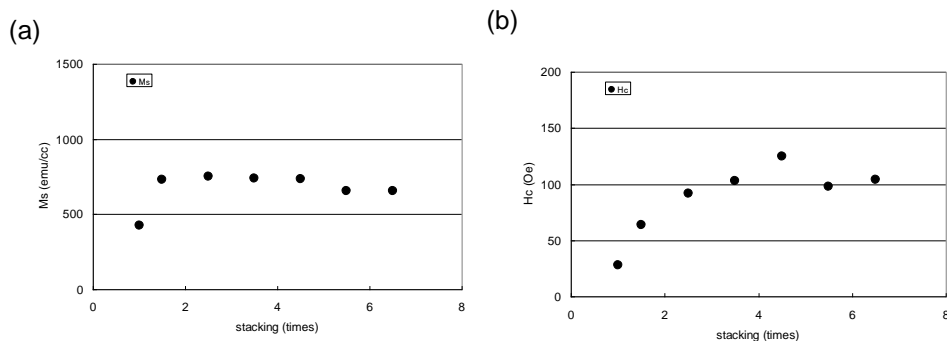 (a)
1500
1000
500
0
Ms (emu/cc)
Ms
0 2 4 6 8
stacking (times)
(b)
200
150
100
50
0
Hc (Oe)
Hc
0 2 4 6 8
stacking (times)